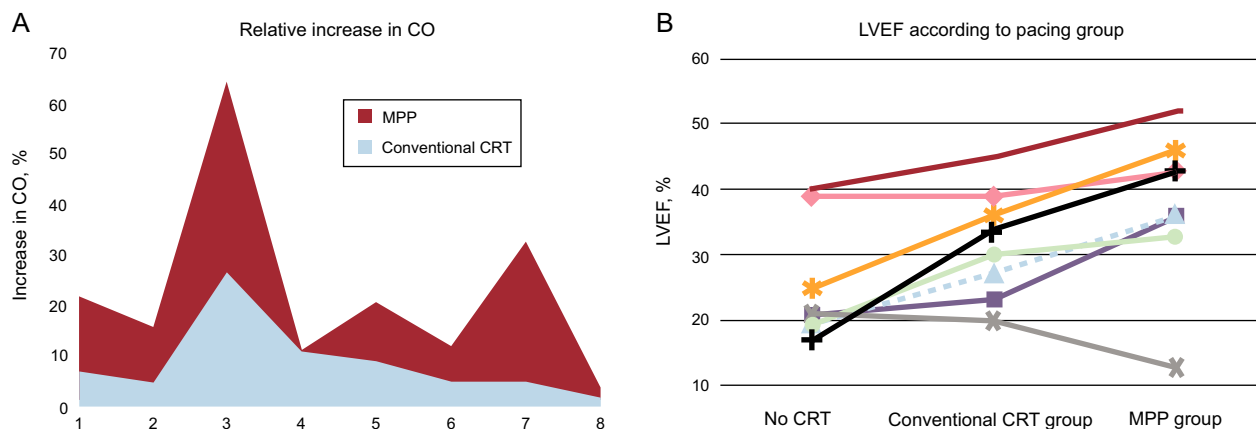 A
Relative increase in CO
Increase in CO, %
70
60
50
40
30
20
10
0
MPP
Conventional CRT
1 2 3 4 5 6 7 8
B
LVEF according to pacing group
LVEF, %
60
50
40
30
20
10
No CRT Conventional CRT group MPP group